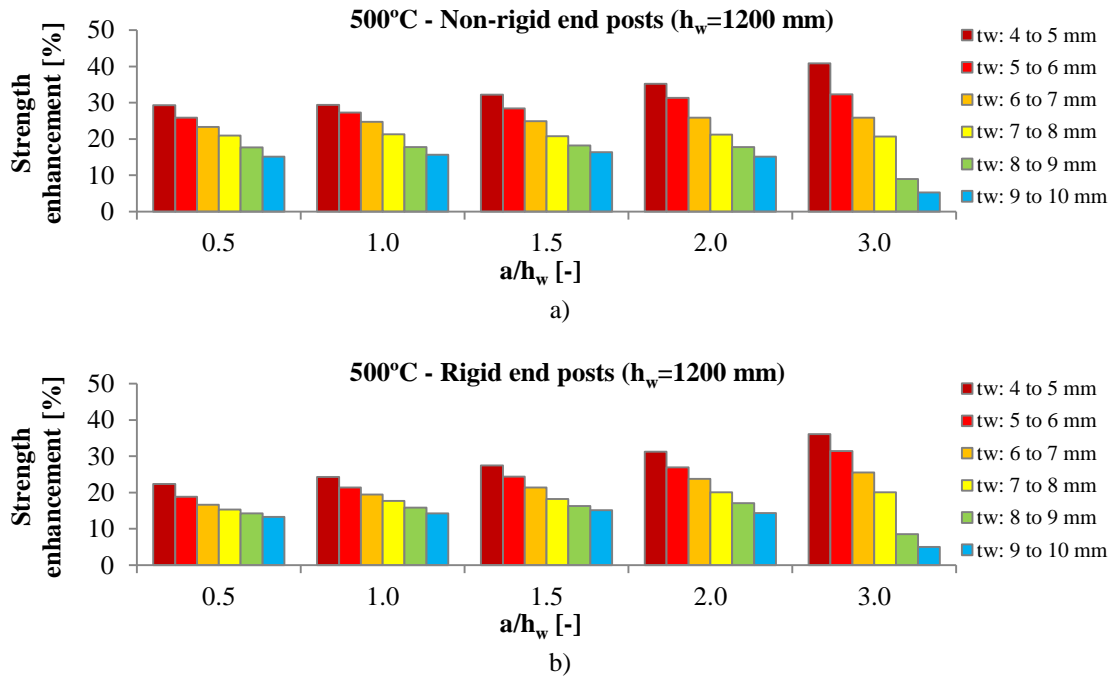 500ºC - Non-rigid end posts (hw=1200 mm)
Strength
enhancement [%]
50
40
30
20
10
0
0.5 1.0 1.5 2.0 3.0
a/hw [-]
tw: 4 to 5 mm
tw: 5 to 6 mm
tw: 6 to 7 mm
tw: 7 to 8 mm
tw: 8 to 9 mm
tw: 9 to 10 mm
a)
500ºC - Rigid end posts (hw=1200 mm)
Strength
enhancement [%]
50
40
30
20
10
0
0.5 1.0 1.5 2.0 3.0
a/hw [-]
tw: 4 to 5 mm
tw: 5 to 6 mm
tw: 6 to 7 mm
tw: 7 to 8 mm
tw: 8 to 9 mm
tw: 9 to 10 mm
b)